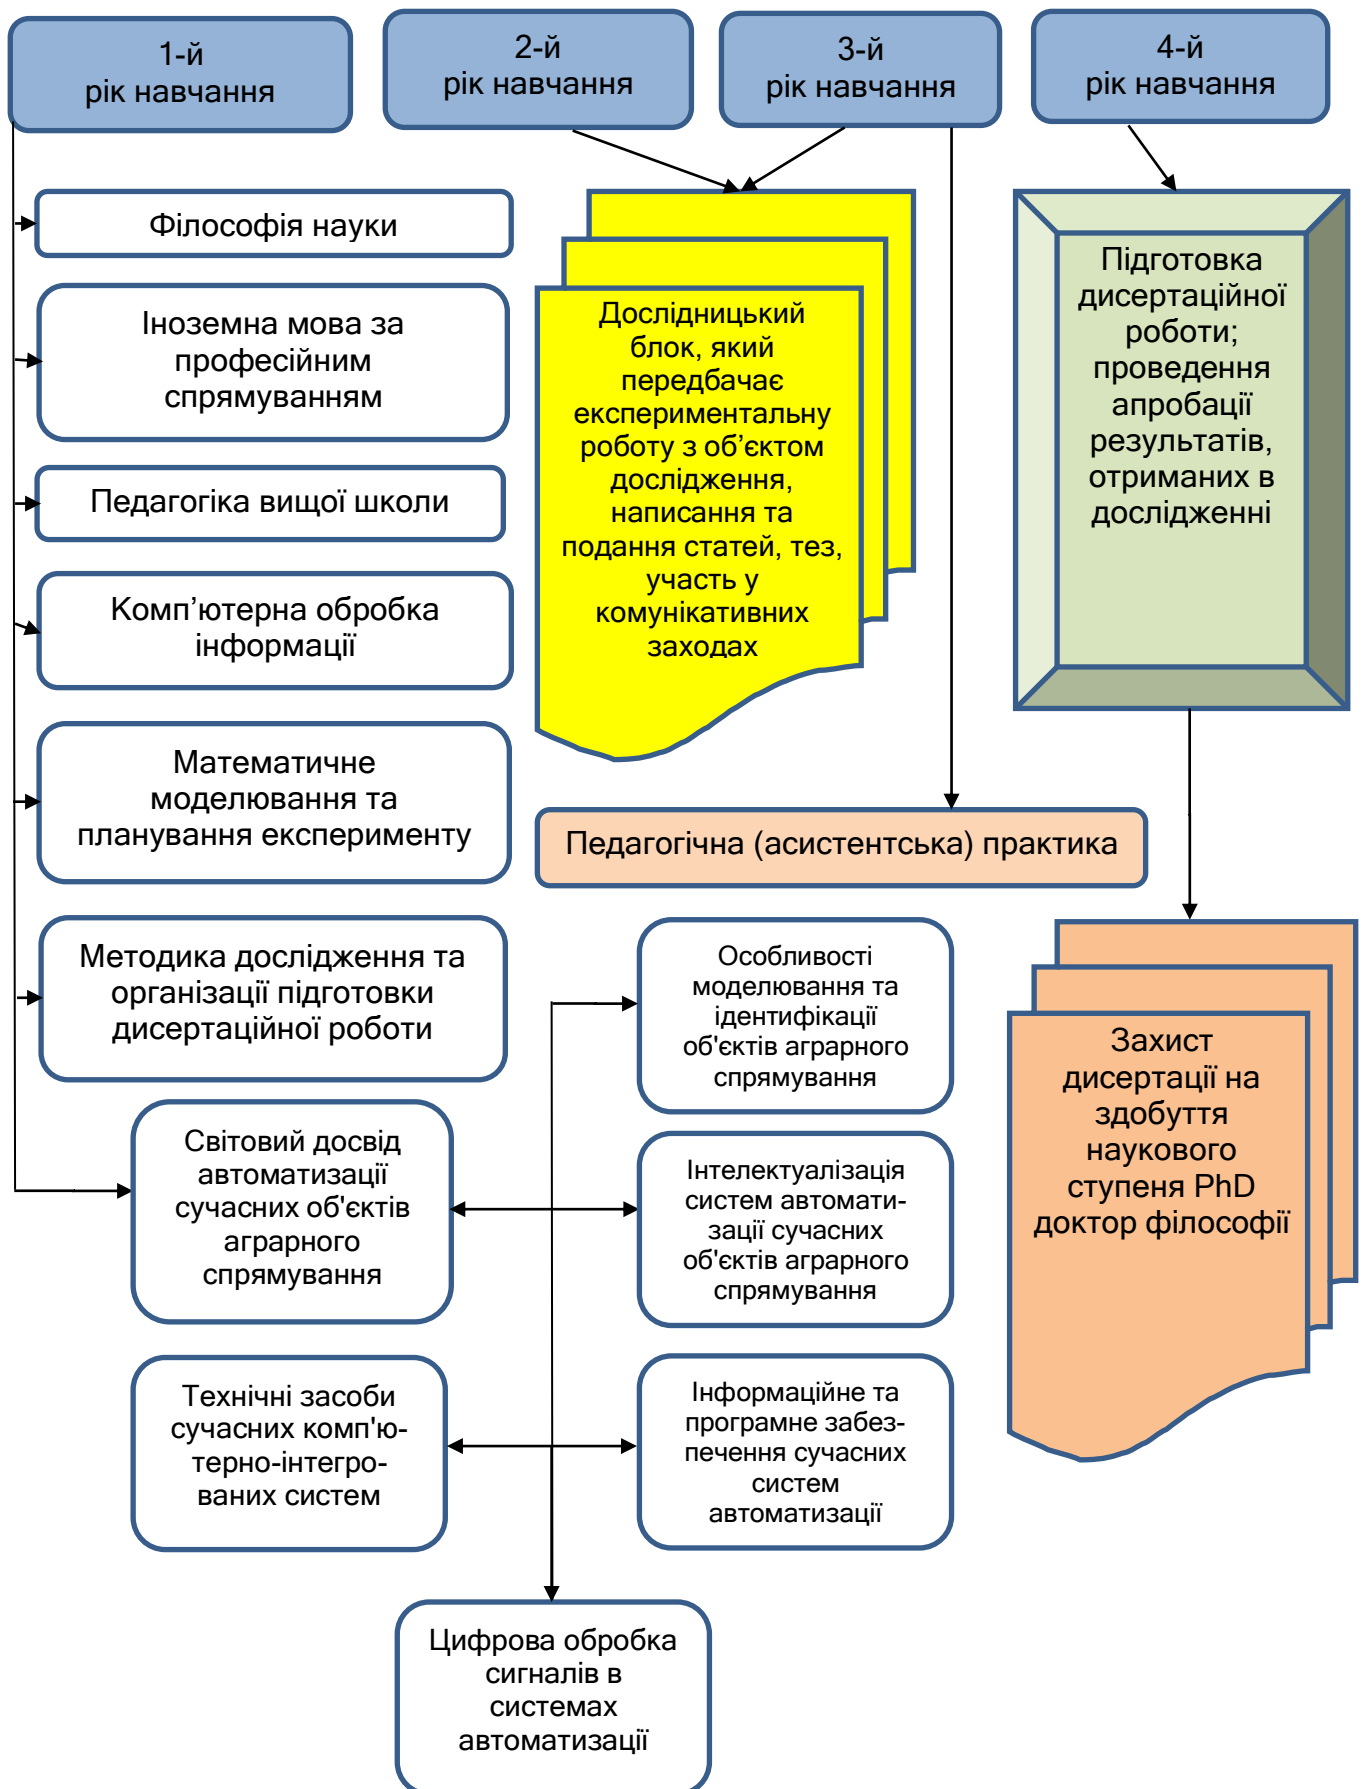 1-й
рік навчання
2-й
рік навчання
3-й
рік навчання
4-й
рік навчання
Філософія науки
Іноземна мова за
професійним
спрямуванням
Педагогіка вищої школи
Комп’ютерна обробка
інформації
Математичне
моделювання та
планування експерименту
Методика дослідження та
організації підготовки
дисертаційної роботи
Дослідницький
блок, який
передбачає
експериментальну
роботу з об’єктом
дослідження,
написання та
подання статей, тез,
участь у
комунікативних
заходах
Підготовка
дисертаційної
роботи;
проведення
апробації
результатів,
отриманих в
дослідженні
Педагогічна (асистентська) практика
Світовий досвід
автоматизації
сучасних об'єктів
аграрного
спрямування
Технічні засоби
сучасних комп'ю-
терно-інтегро-
ваних систем
Особливості
моделювання та
ідентифікації
об'єктів аграрного
спрямування
Інтелектуалізація
систем автомати-
зації сучасних
об'єктів аграрного
спрямування
Інформаційне та
програмне забез-
печення сучасних
систем
автоматизації
Цифрова обробка
сигналів в
системах
автоматизації
Захист
дисертації на
здобуття
наукового
ступеня PhD
доктор філософії